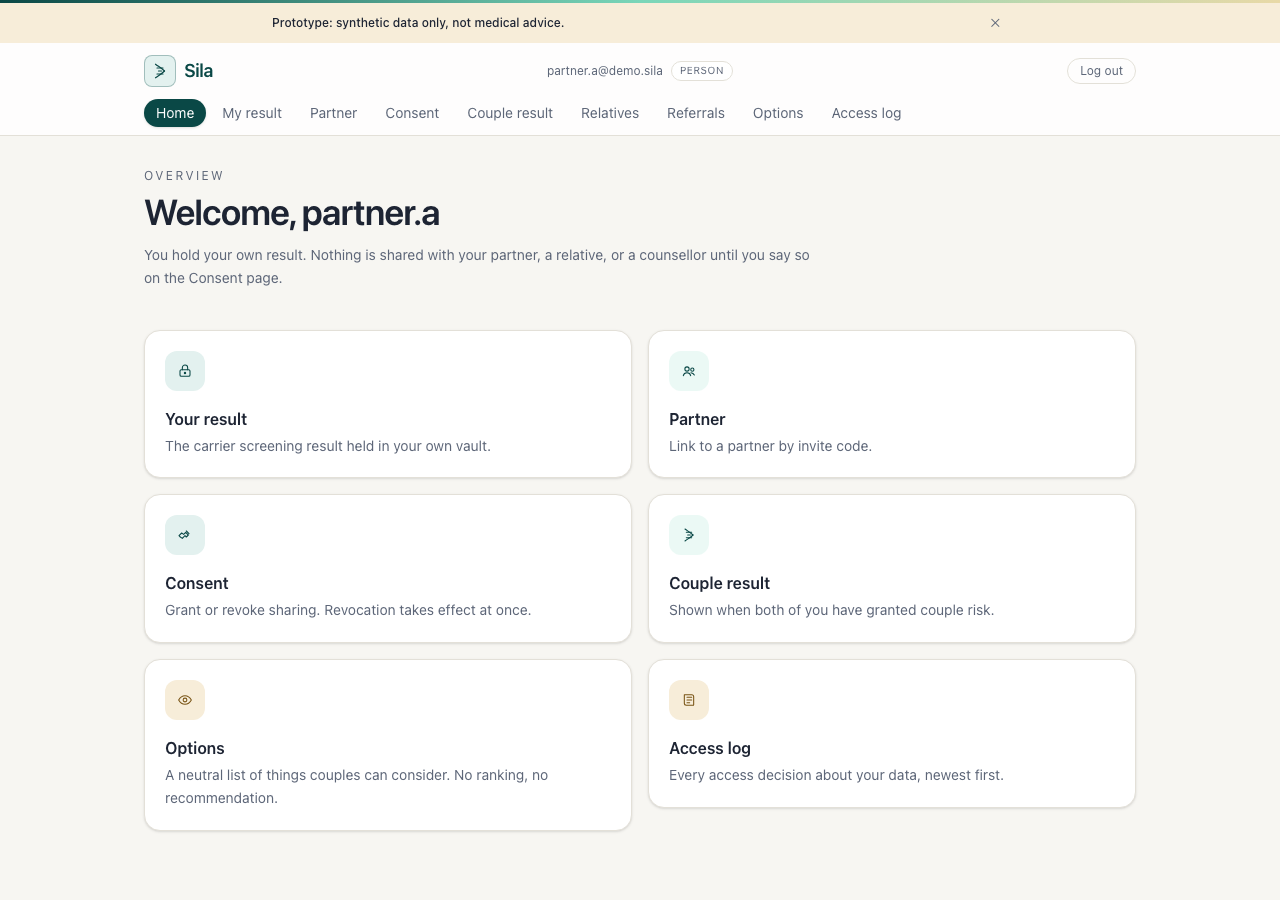 Prototype: synthetic data only, not medical advice.
Sila
partner.a@demo.sila
PERSON
Log out
Home
My result
Partner
Consent
Couple result
Relatives
Referrals
Options
Access log
OVERVIEW
Welcome, partner.a
You hold your own result. Nothing is shared with your partner, a relative, or a counsellor until you say so
on the Consent page.
Your result
The carrier screening result held in your own vault.
Partner
Link to a partner by invite code.
Consent
Grant or revoke sharing. Revocation takes effect at once.
Couple result
Shown when both of you have granted couple risk.
Options
A neutral list of things couples can consider. No ranking, no
recommendation.
Access log
Every access decision about your data, newest first.